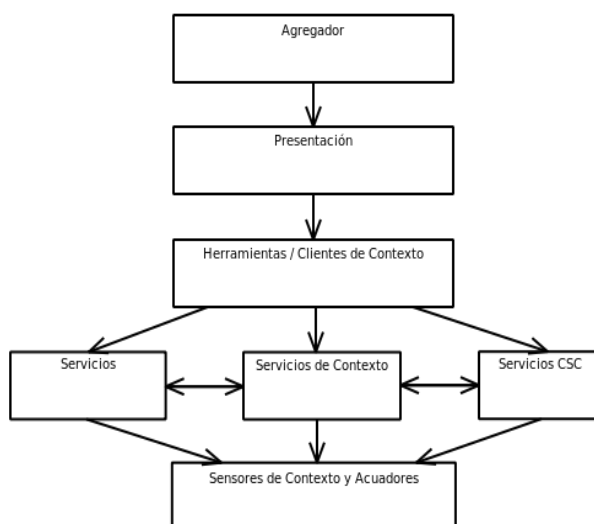 Agregador
Presentación
Herramientas / Clientes de Contexto
Servicios
Servicios de Contexto
Servicios CSC
Sensores de Contexto y Acuadores